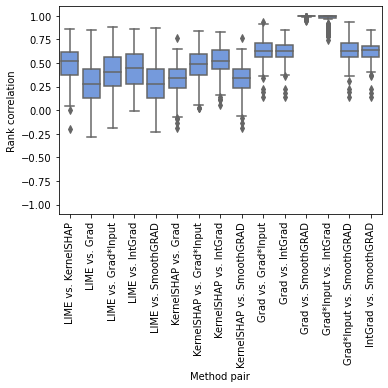 1.00
0.75
0.50
0.25
0.00
−0.25
−0.50
−0.75
−1.00
Rank correlation
LIME vs. KernelSHAP
LIME vs. Grad
LIME vs. Grad*Input
LIME vs. IntGrad
LIME vs. SmoothGRAD
KernelSHAP vs. Grad
KernelSHAP vs. Grad*Input
KernelSHAP vs. IntGrad
KernelSHAP vs. SmoothGRAD
Grad vs. Grad*Input
Grad vs. IntGrad
Grad vs. SmoothGRAD
Grad*Input vs. IntGrad
Grad*Input vs. SmoothGRAD
IntGrad vs. SmoothGRAD
Method pair